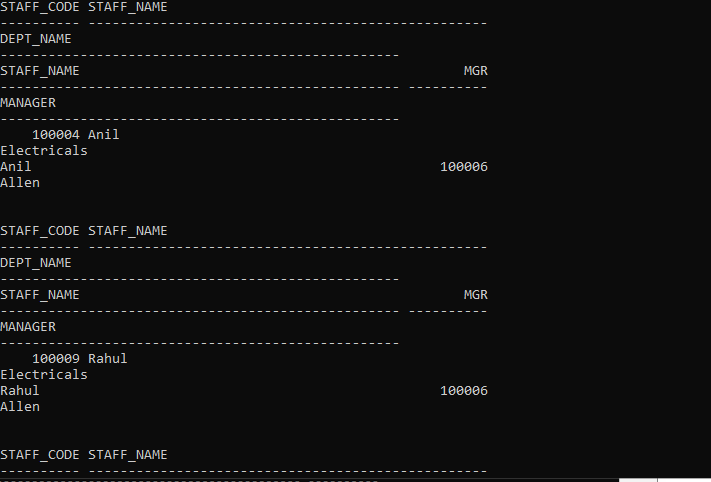 STAFF_CODE STAFF_NAME
---------- --------------------------------------------------
DEPT_NAME
--------------------------------------------------
STAFF_NAME                                                MGR
-------------------------------------------------- ----------
MANAGER
--------------------------------------------------
    100004 Anil
Electricals
Anil                                                   100006
Allen

STAFF_CODE STAFF_NAME
---------- --------------------------------------------------
DEPT_NAME
--------------------------------------------------
STAFF_NAME                                                MGR
-------------------------------------------------- ----------
MANAGER
--------------------------------------------------
    100009 Rahul
Electricals
Rahul                                                  100006
Allen

STAFF_CODE STAFF_NAME
---------- --------------------------------------------------